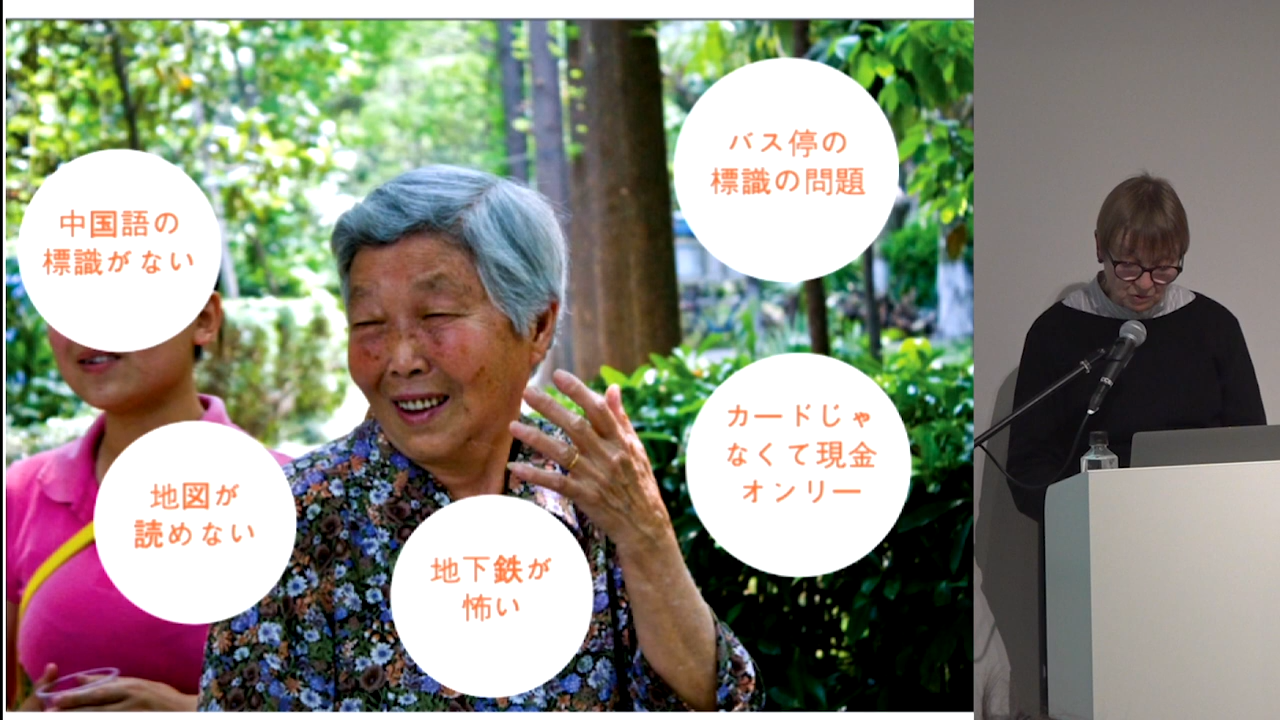 中国語の
標識がない
地図が
読めない
地下鉄が
怖い
バス停の
標識の問題
カードじゃ
なくて現金
オンリー